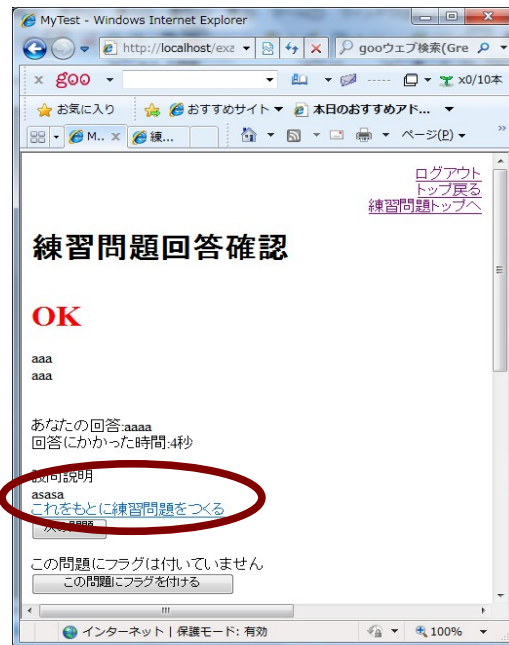 MyTest - Windows Internet Explorer
http://localhost/exa
gooウェブ検索(Gre
goo
x0/10本
お気に入り
おすすめサイト
本日のおすすめアド...
M..
練...
ページ(P)
ログアウト
トップ戻る
練習問題トップへ
練習問題回答確認
OK
aaa
aaa
あなたの回答:aaaa
回答にかかった時間:4秒
設問説明
asasa
これをもとに練習問題をつくる
次の問題
この問題にフラグは付いていません
この問題にフラグを付ける
インターネット | 保護モード: 有効
100%